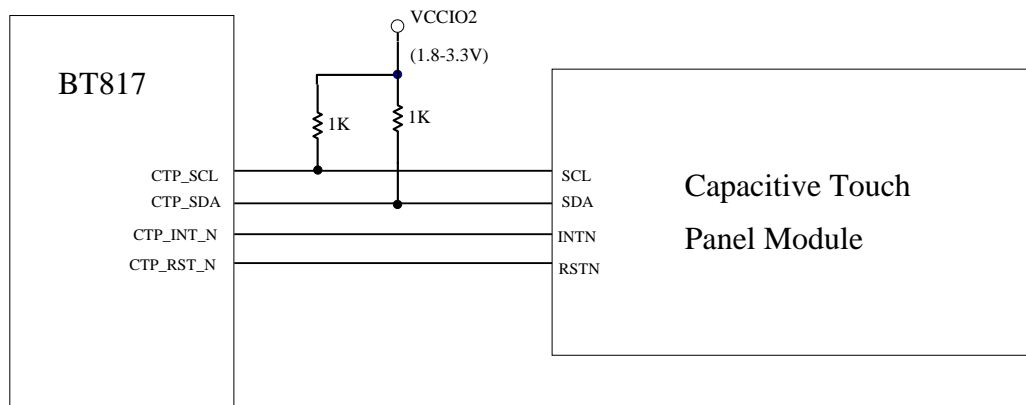 VCCIO2
(1.8-3.3V)
BT817
1K
1K
CTP_SCL
SCL
CTP_SDA
SDA
CTP_INT_N
INTN
CTP_RST_N
RSTN
Capacitive Touch
Panel Module